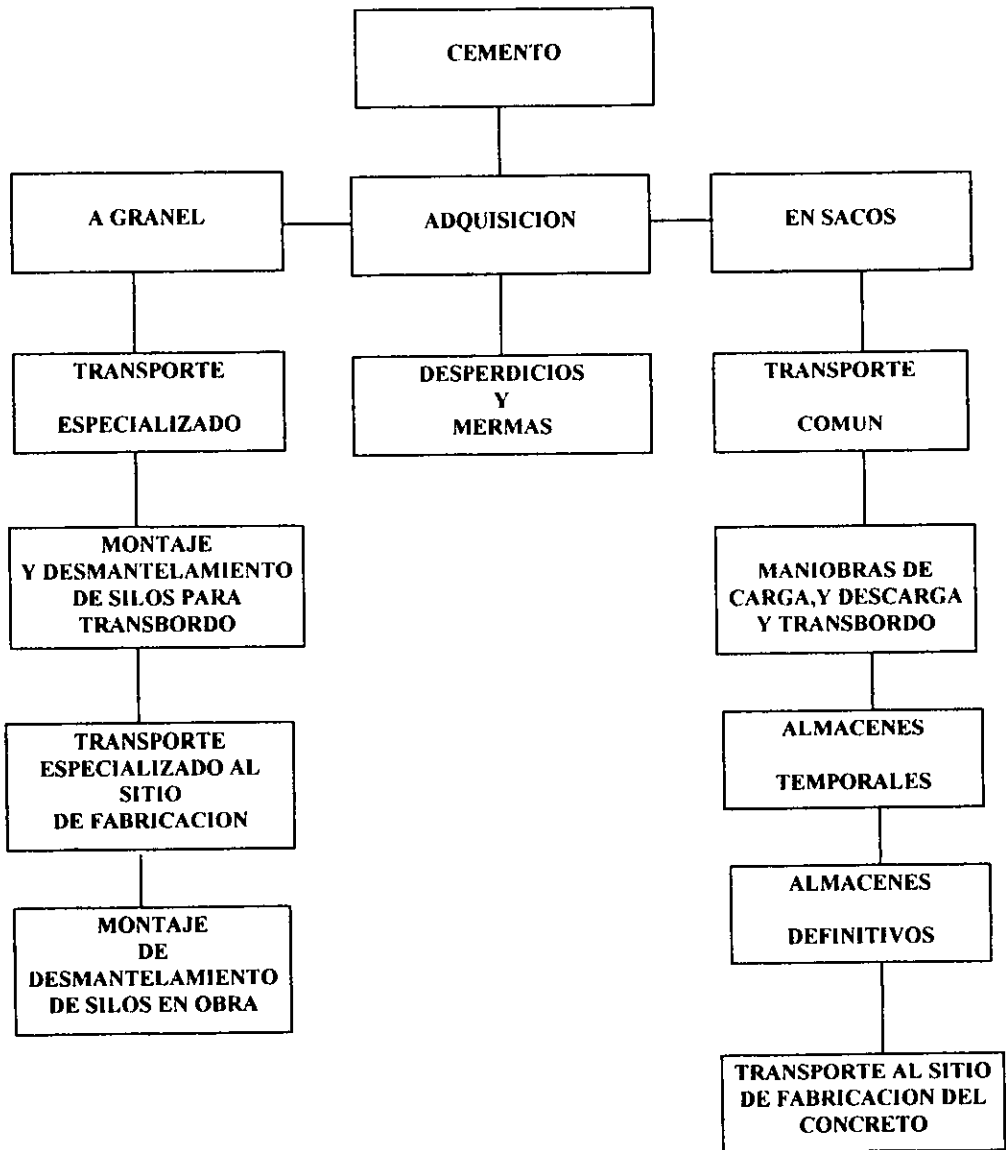 CEMENTO
A GRANEL
ADQUISICION
EN SACOS
TRANSPORTE
ESPECIALIZADO
DESPERDICIOS
Y
MERMAS
TRANSPORTE
COMUN
MONTAJE
Y DESMANTELAMIENTO
DE SILOS PARA
TRANSBORDO
MANIOBRAS DE
CARGA,Y DESCARGA
Y TRANSBORDO
TRANSPORTE
ESPECIALIZADO AL
SITIO
DE FABRICACION
ALMACENES
TEMPORALES
MONTAJE
DE
DESMANTELAMIENTO
DE SILOS EN OBRA
ALMACENES
DEFINITIVOS
TRANSPORTE AL SITIO
DE FABRICACION DEL
CONCRETO